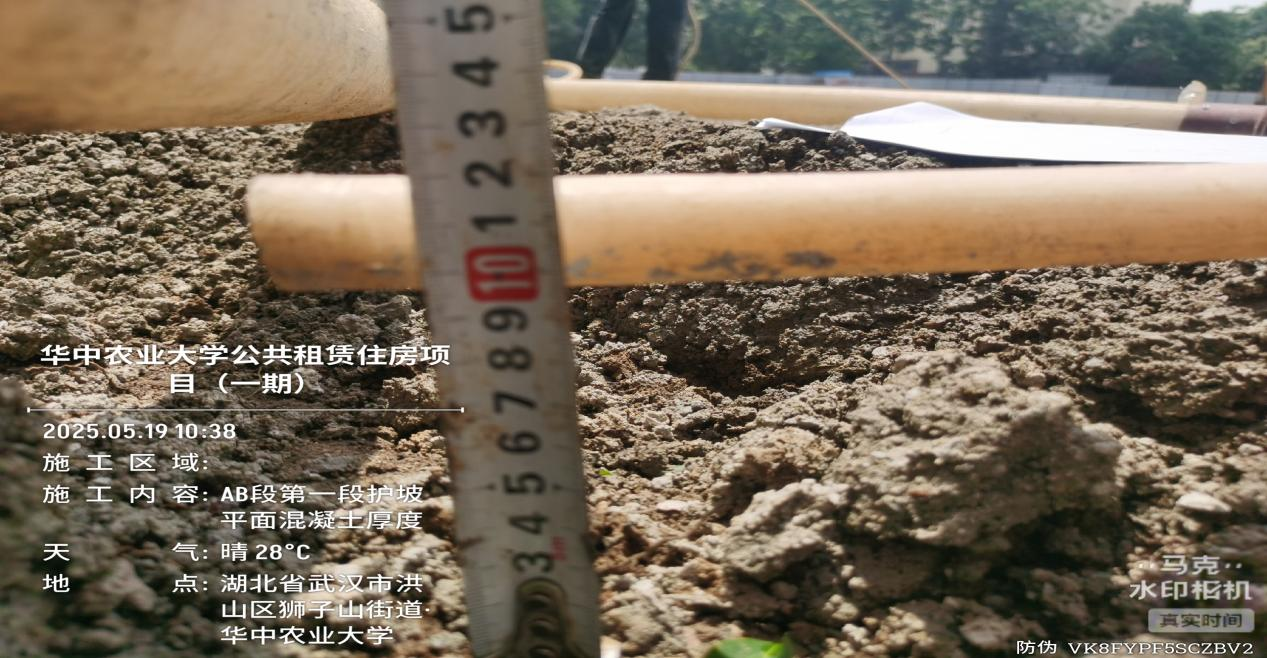 5
4
3
2
1
10
9
8
7
6
5
4
3
华中农业大学公共租赁住房项
目（一期）
2025.05.19 10:38
施工区域:
施工内容: AB段第一段护坡
平面混凝土厚度
天气: 晴 28°C
地点: 湖北省武汉市洪
山区狮子山街道·
华中农业大学
马克
水印相机
真实时间
防伪 VK8FYPF5SCZBV2